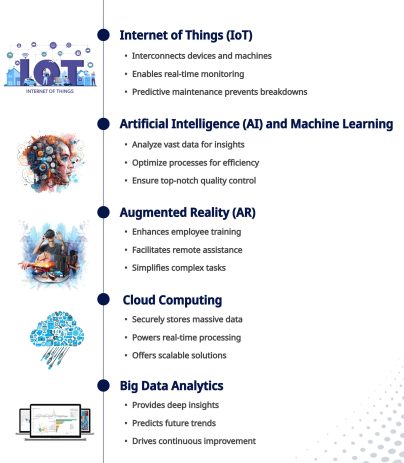 Internet of Things (IoT)
• Interconnects devices and machines
• Enables real-time monitoring
• Predictive maintenance prevents breakdowns
IOT
INTERNET OF THINGS
Artificial Intelligence (AI) and Machine Learning
• Analyze vast data for insights
• Optimize processes for efficiency
• Ensure top-notch quality control
Augmented Reality (AR)
• Enhances employee training
• Facilitates remote assistance
• Simplifies complex tasks
Cloud Computing
• Securely stores massive data
• Powers real-time processing
• Offers scalable solutions
Big Data Analytics
• Provides deep insights
• Predicts future trends
• Drives continuous improvement